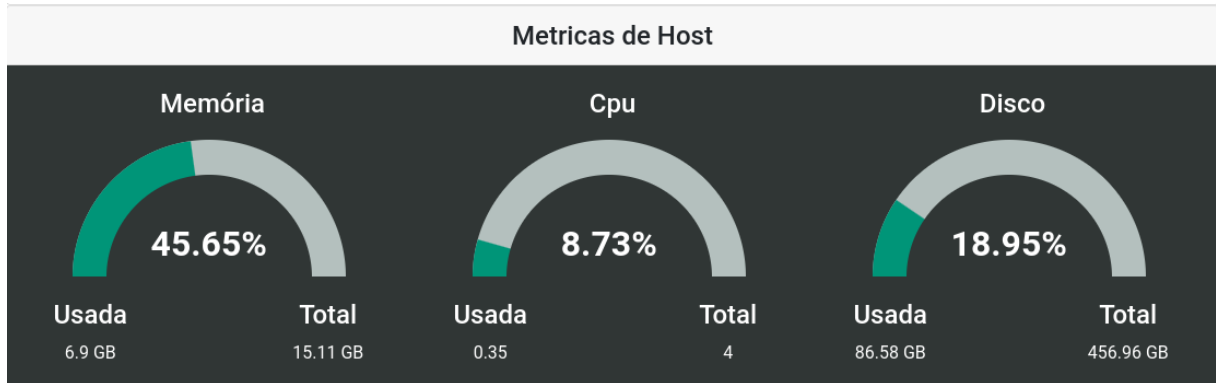 Metricas de Host
Memória
45.65%
Usada Total
6.9 GB 15.11 GB
Cpu
8.73%
Usada Total
0.35 4
Disco
18.95%
Usada Total
86.58 GB 456.96 GB